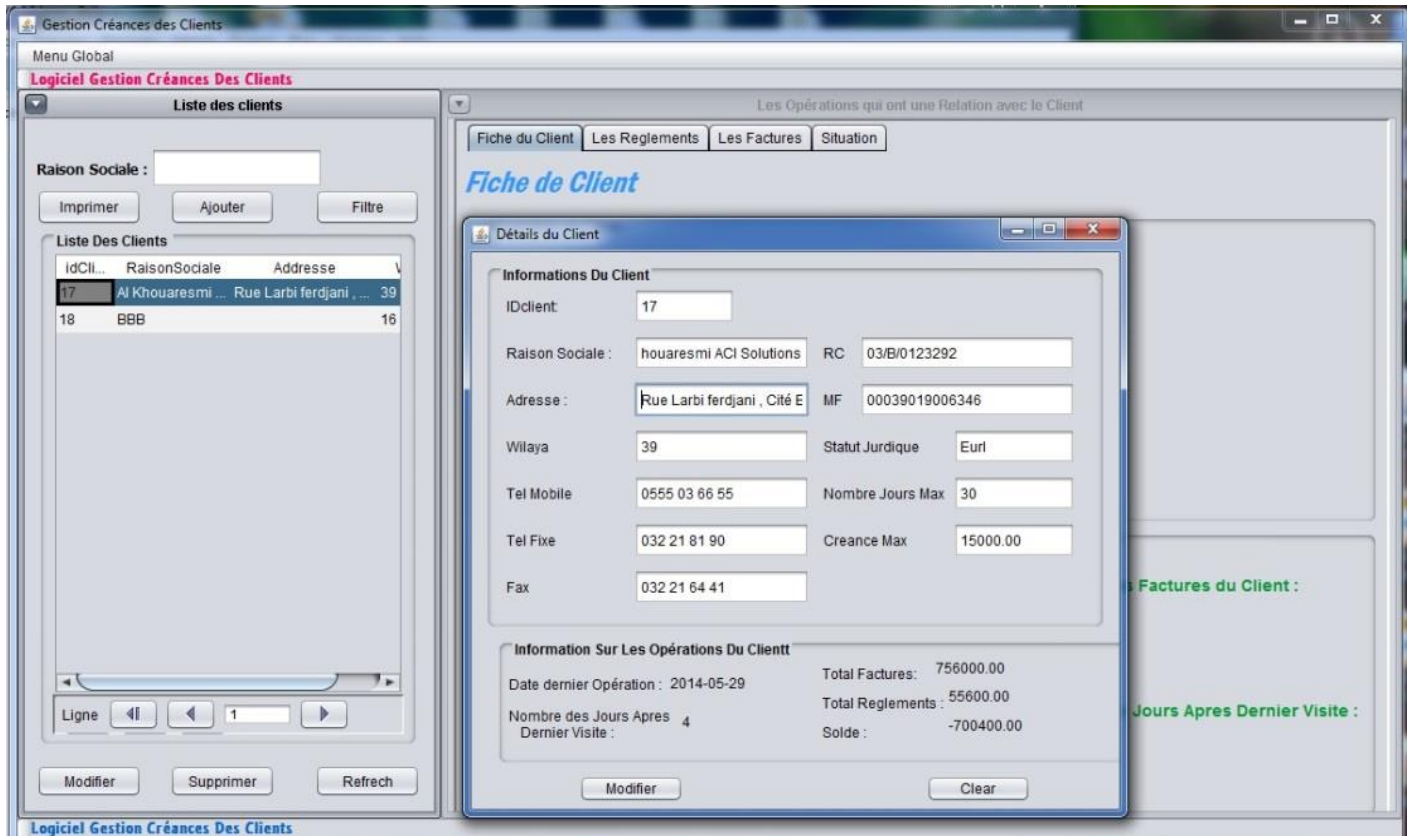 Gestion Créances des Clients
Menu Global
Logiciel Gestion Créances Des Clients
Liste des clients
Raison Sociale :
Imprimer Ajouter Filtre
Liste Des Clients
idCli... RaisonSociale Addresse
17 Al Khouaresmi ... Rue Larbi ferdjani , ... 39
18 BBB 16
Ligne 1
Modifier Supprimer Refrech
Les Opérations qui ont une Relation avec le Client
Fiche du Client Les Reglements Les Factures Situation
Fiche de Client
Détails du Client
Informations Du Client
IDclient: 17
Raison Sociale : houaresmi ACI Solutions RC 03/B/0123292
Adresse : Rue Larbi ferdjani , Cité E MF 00039019006346
Wilaya 39 Statut Jurdique Eurl
Tel Mobile 0555 03 66 55 Nombre Jours Max 30
Tel Fixe 032 21 81 90 Creance Max 15000.00
Fax 032 21 64 41
Information Sur Les Opérations Du Clientt
Date dernier Opération : 2014-05-29 Total Factures: 756000.00
Nombre des Jours Apres 4 Total Reglements : 55600.00
Dernier Visite : Solde : -700400.00
Modifier Clear
Factures du Client :
Jours Apres Dernier Visite :
Logiciel Gestion Créances Des Clients